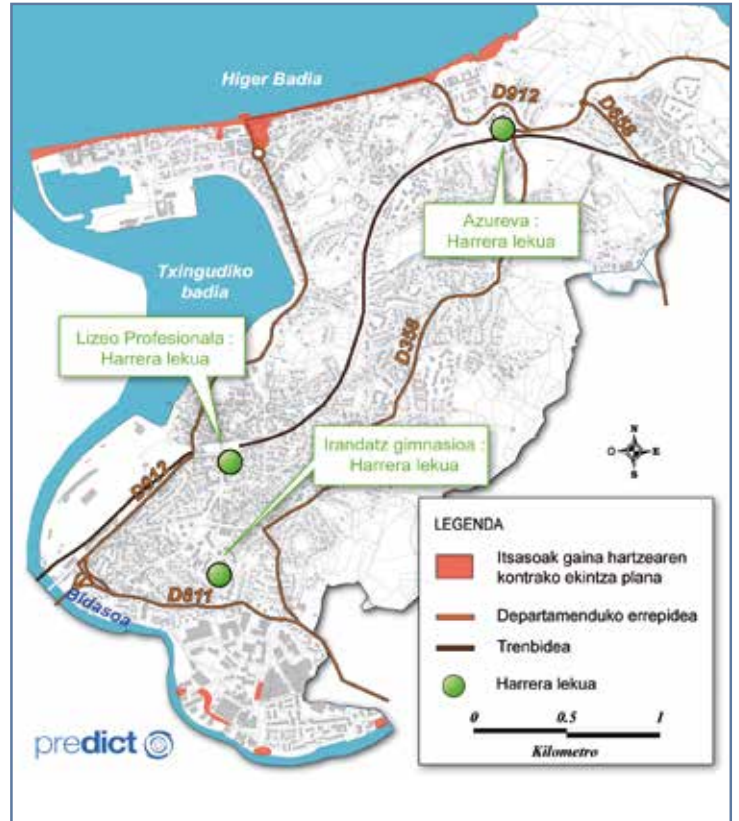 Higer Badia
D912
D658
Azureva :
Harrera lekua
Txingudiko
badia
Lizeo Profesionala :
Harrera lekua
D358
Irandatz gimnasioa :
Harrera lekua
N
O E
S
D912
D811
Bidasoa
LEGENDA
Itsasoak gaina hartzearen
kontrako ekintza plana
Departamenduko errepidea
Trenbidea
Harrera lekua
0 0.5 1
Kilometro
predict